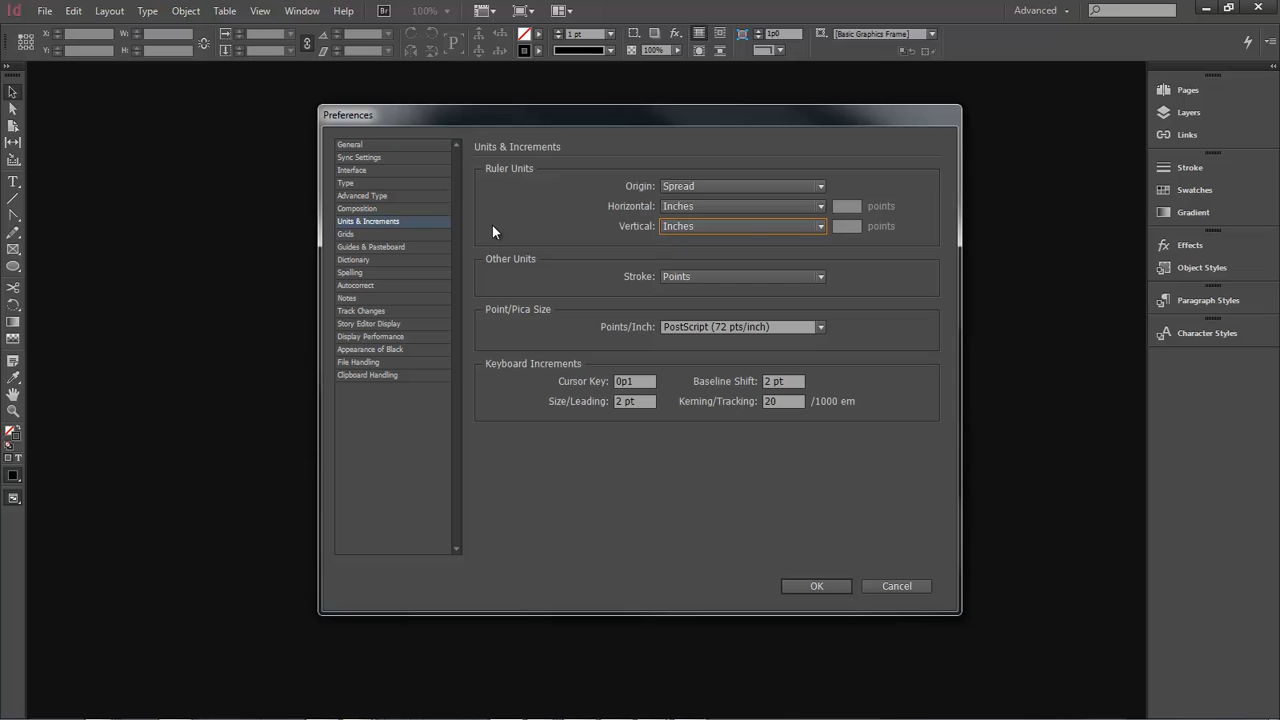 Id File Edit Layout Type Object Table View Window Help Br 100% Advanced
X: W: 1 pt 1p0 [Basic Graphics Frame]
Y: H: 100%
Preferences
General
Sync Settings
Interface
Type
Advanced Type
Composition
Units & Increments
Grids
Guides & Pasteboard
Dictionary
Spelling
Autocorrect
Notes
Track Changes
Story Editor Display
Display Performance
Appearance of Black
File Handling
Clipboard Handling
Units & Increments
Ruler Units
Origin: Spread
Horizontal: Inches points
Vertical: Inches points
Other Units
Stroke: Points
Point/Pica Size
Points/Inch: PostScript (72 pts/inch)
Keyboard Increments
Cursor Key: 0p1 Baseline Shift: 2 pt
Size/Leading: 2 pt Kerning/Tracking: 20 /1000 em
OK Cancel
Pages
Layers
Links
Stroke
Swatches
Gradient
Effects
Object Styles
Paragraph Styles
Character Styles